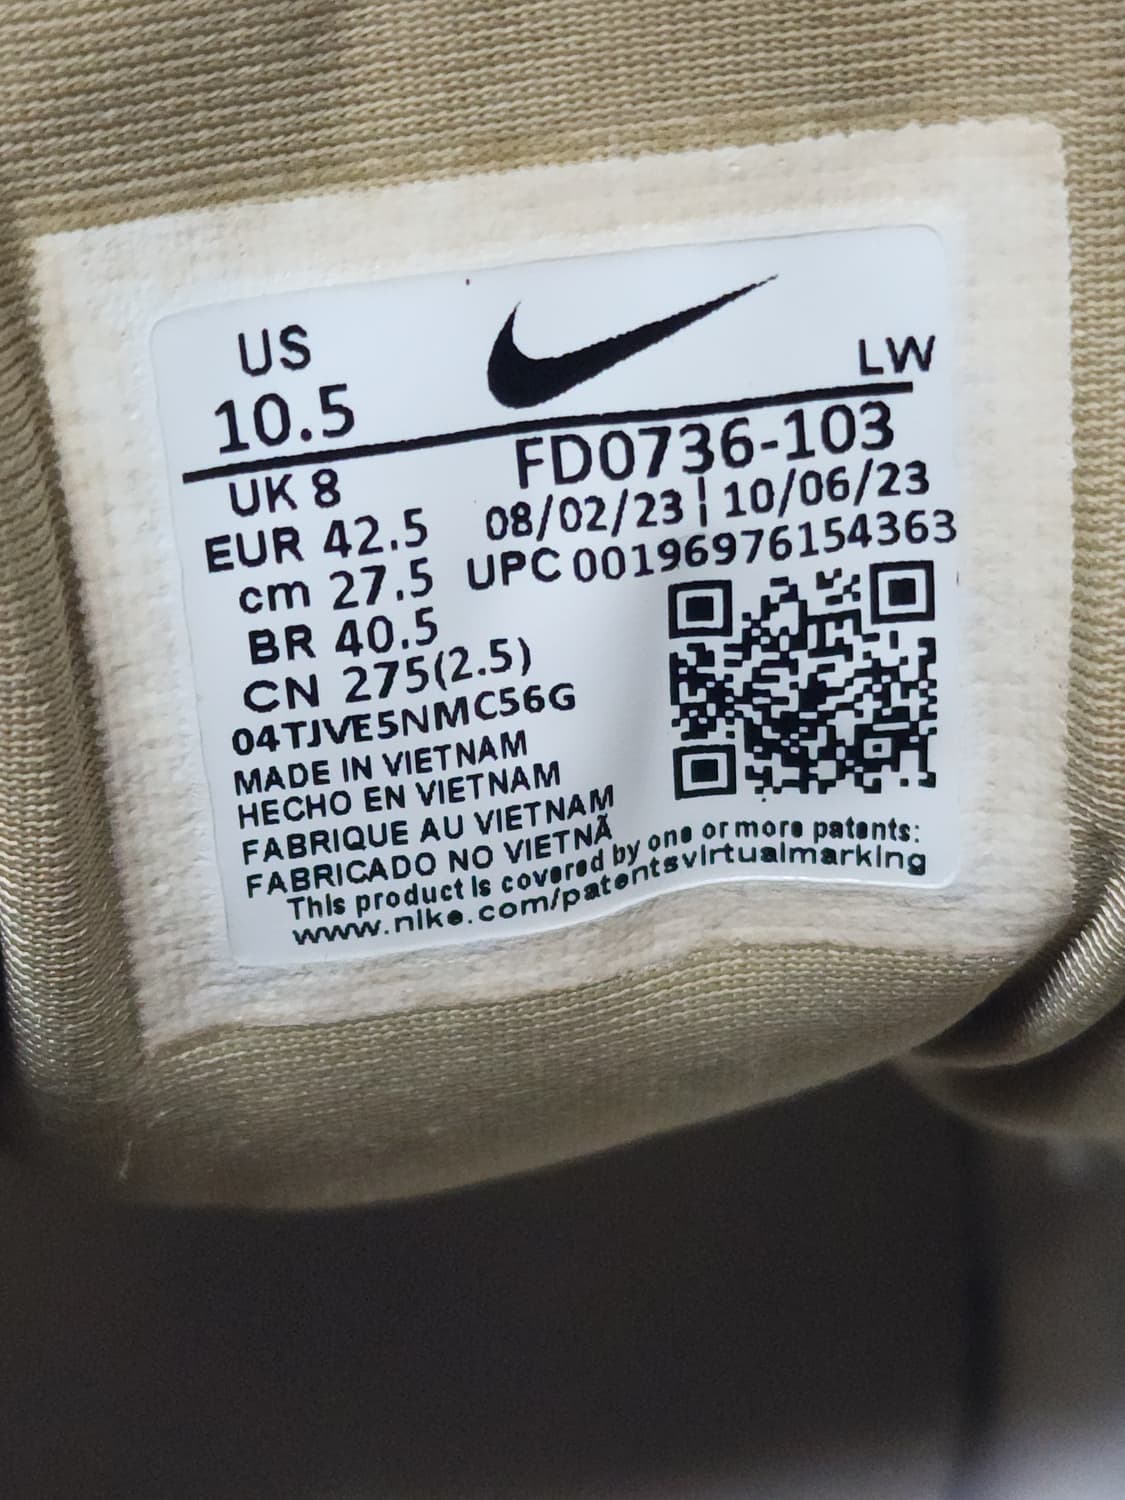 US
10.5
LW
UK 8
FD0736-103
EUR 42.5
08/02/23 | 10/06/23
cm 27.5
UPC 00196976154363
BR 40.5
CN 275(2.5)
04TJVE5NMC56G
MADE IN VIETNAM
HECHO EN VIETNAM
FABRIQUE AU VIETNAM
FABRICADO NO VIETNÃ
This product is covered by one or more patents:
www.nike.com/patentsvirtualmarking